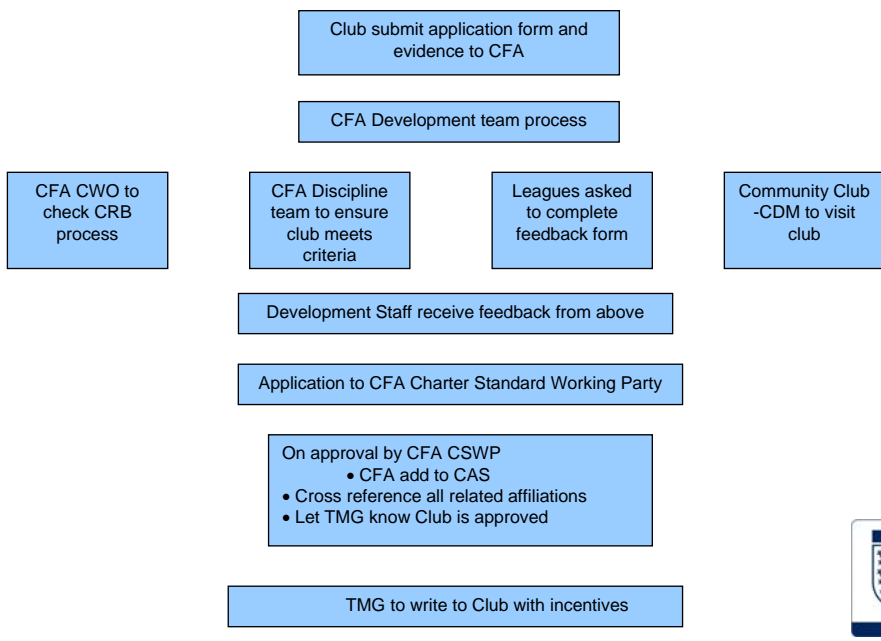 Club submit application form and
evidence to CFA
CFA Development team process
CFA CWO to
check CRB
process
CFA Discipline
team to ensure
club meets
criteria
Leagues asked
to complete
feedback form
Community Club
-CDM to visit
club
Development Staff receive feedback from above
Application to CFA Charter Standard Working Party
On approval by CFA CSWP
• CFA add to CAS
• Cross reference all related affiliations
• Let TMG know Club is approved
TMG to write to Club with incentives